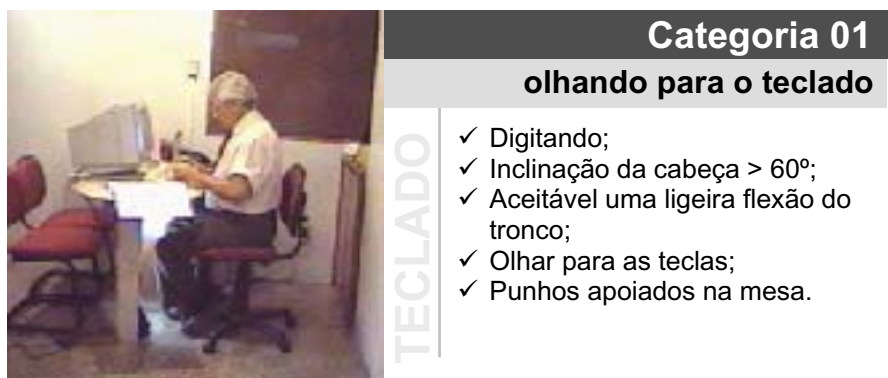 Categoria 01
olhando para o teclado
TECLADO
✓ Digitando;
✓ Inclinação da cabeça > 60º;
✓ Aceitável uma ligeira flexão do
tronco;
✓ Olhar para as teclas;
✓ Punhos apoiados na mesa.